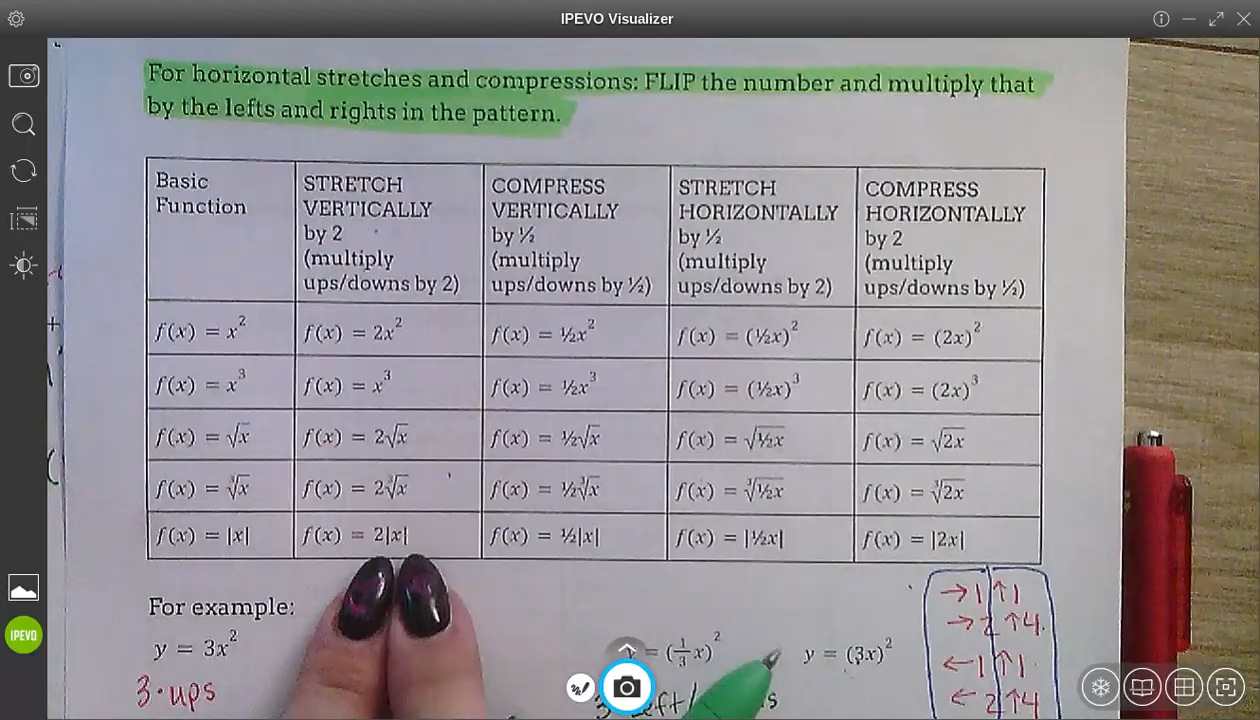 IPEVO Visualizer
For horizontal stretches and compressions: FLIP the number and multiply that
by the lefts and rights in the pattern.
Basic
Function
STRETCH
VERTICALLY
by 2
(multiply
ups/downs by 2)
COMPRESS
VERTICALLY
by ½
(multiply
ups/downs by ½)
STRETCH
HORIZONTALLY
by ½
(multiply
ups/downs by 2)
COMPRESS
HORIZONTALLY
by 2
(multiply
ups/downs by ½)
f(x) = x² f(x) = 2x² f(x) = ½x² f(x) = (½x)² f(x) = (2x)²
f(x) = x³ f(x) = x³ f(x) = ½x³ f(x) = (½x)³ f(x) = (2x)³
f(x) = √x f(x) = 2√x f(x) = ½√x f(x) = √½x f(x) = √2x
f(x) = ∛x f(x) = 2∛x f(x) = ½∛x f(x) = ∛½x f(x) = ∛2x
f(x) = |x| f(x) = 2|x| f(x) = ½|x| f(x) = |½x| f(x) = |2x|
For example:
y = 3x² = (1/3 x)² y = (3x)²
3·ups
→1 ↑1
→2 ↑4
←1 ↑1
←2 ↑4
IPEVO